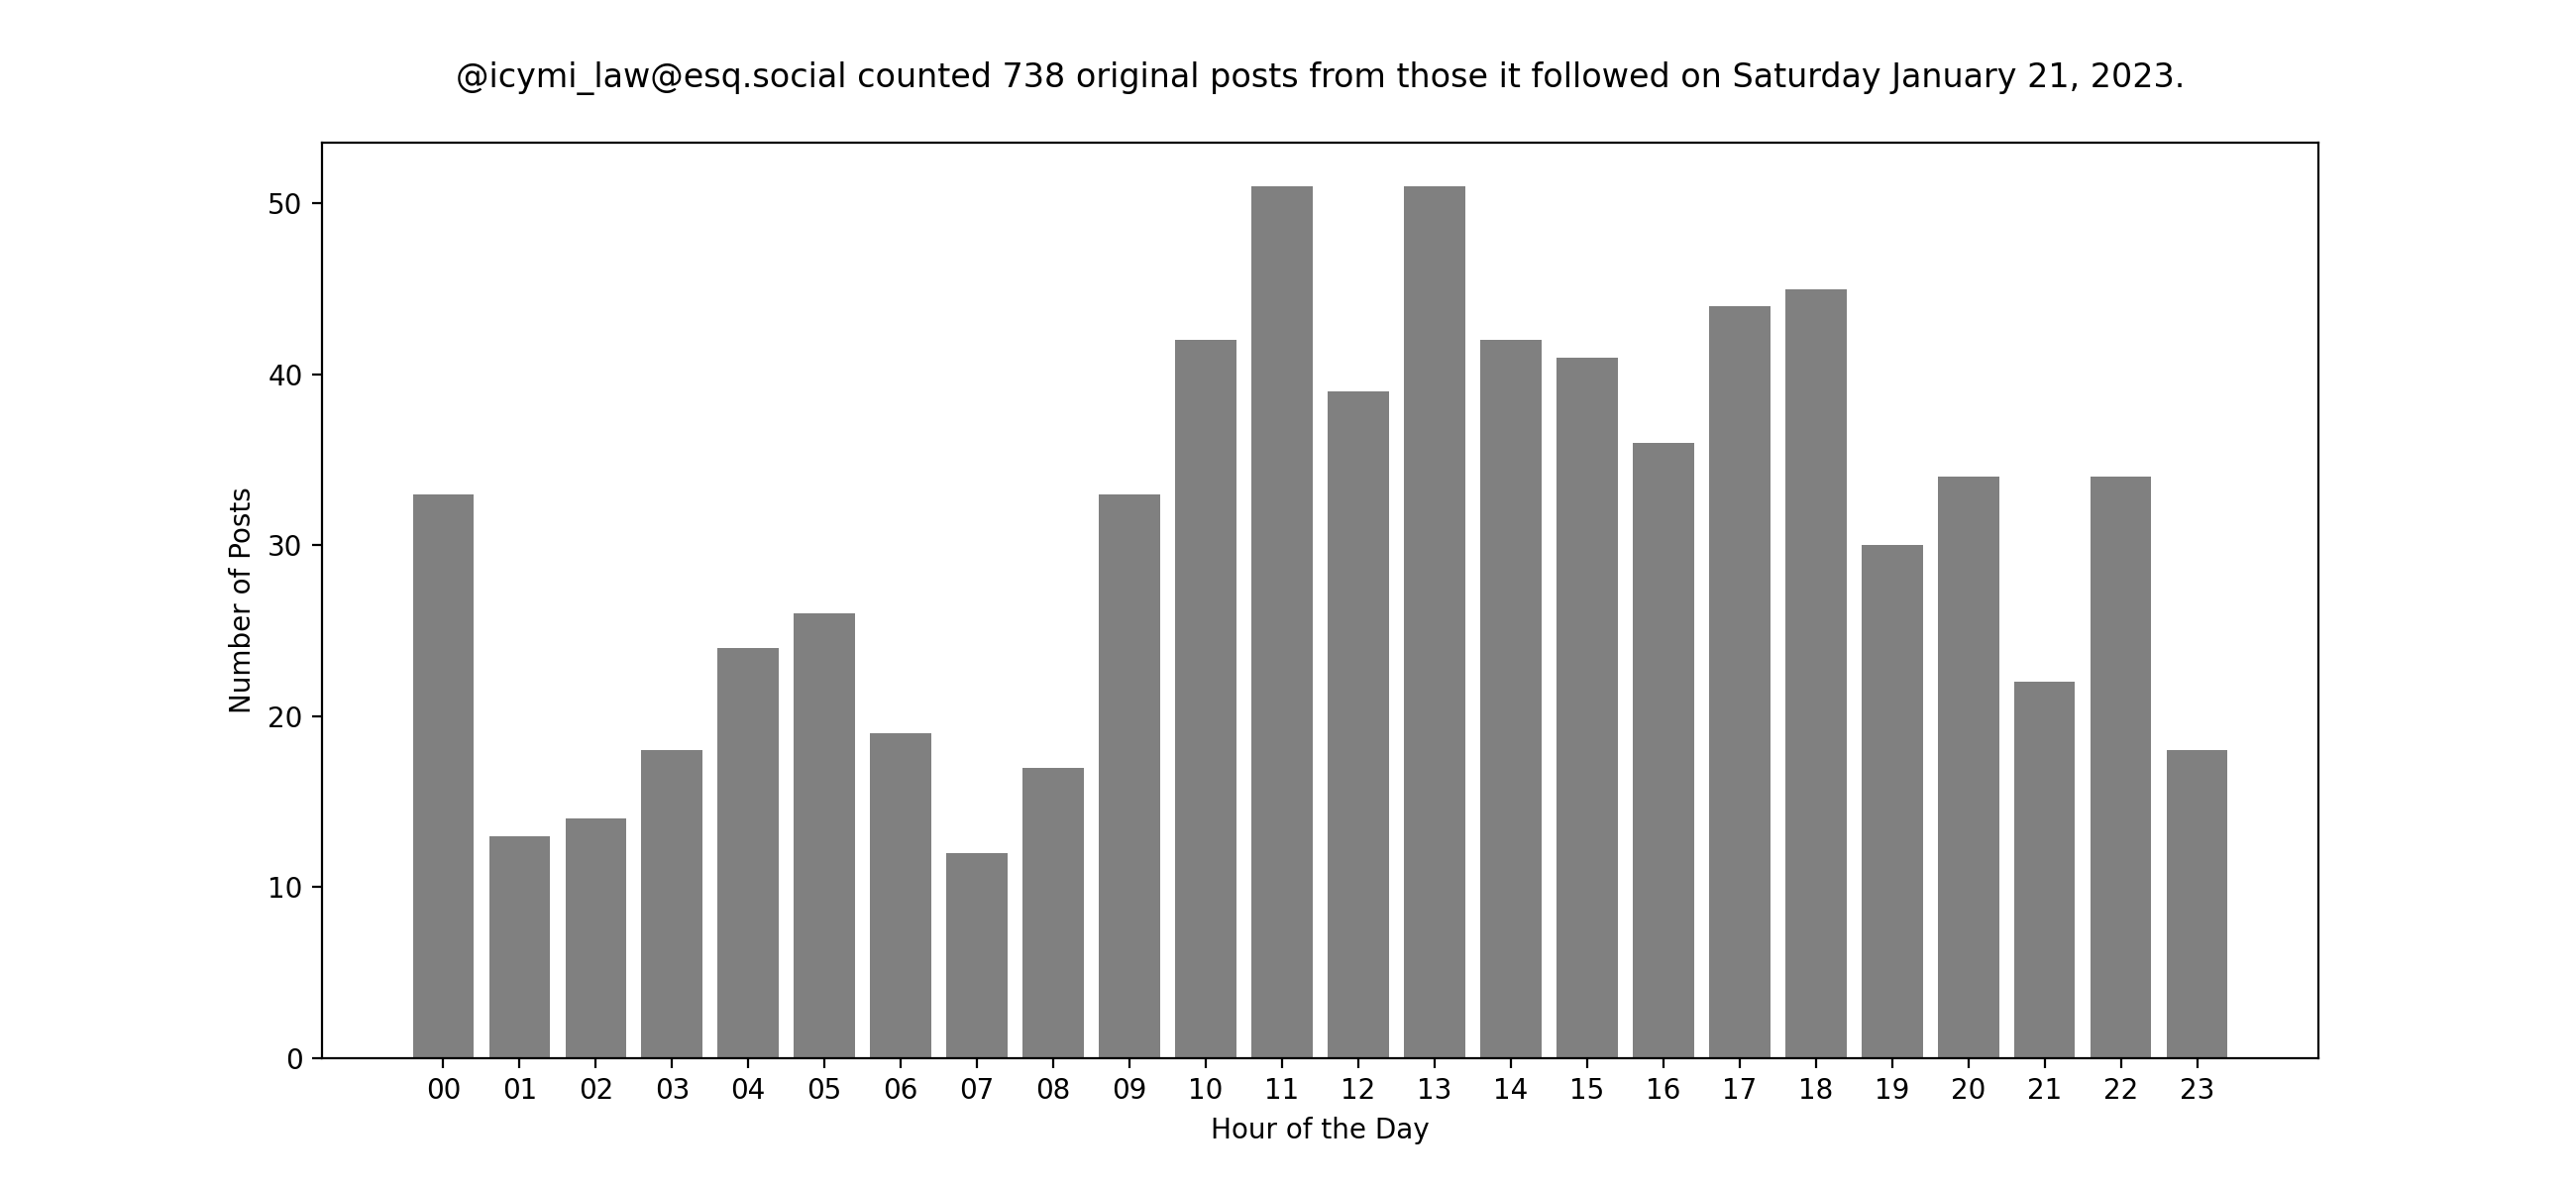 @icymi_law@esq.social counted 738 original posts from those it followed on Saturday January 21, 2023.
Number of Posts
50
40
30
20
10
0
00 01 02 03 04 05 06 07 08 09 10 11 12 13 14 15 16 17 18 19 20 21 22 23
Hour of the Day